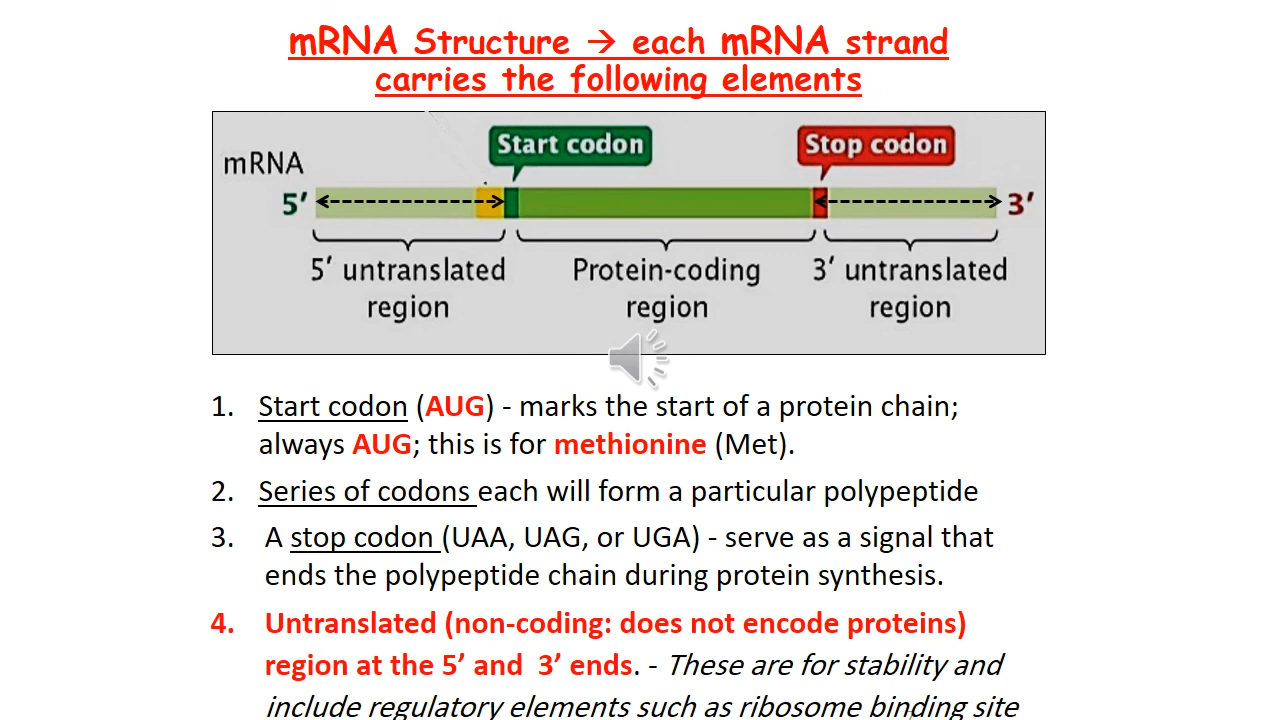 mRNA Structure → each mRNA strand
carries the following elements
Start codon
Stop codon
mRNA
5′
3′
5′ untranslated
region
Protein-coding
region
3′ untranslated
region
1. Start codon (AUG) - marks the start of a protein chain;
always AUG; this is for methionine (Met).
2. Series of codons each will form a particular polypeptide
3. A stop codon (UAA, UAG, or UGA) - serve as a signal that
ends the polypeptide chain during protein synthesis.
4. Untranslated (non-coding: does not encode proteins)
region at the 5’ and 3’ ends. - These are for stability and
include regulatory elements such as ribosome binding site